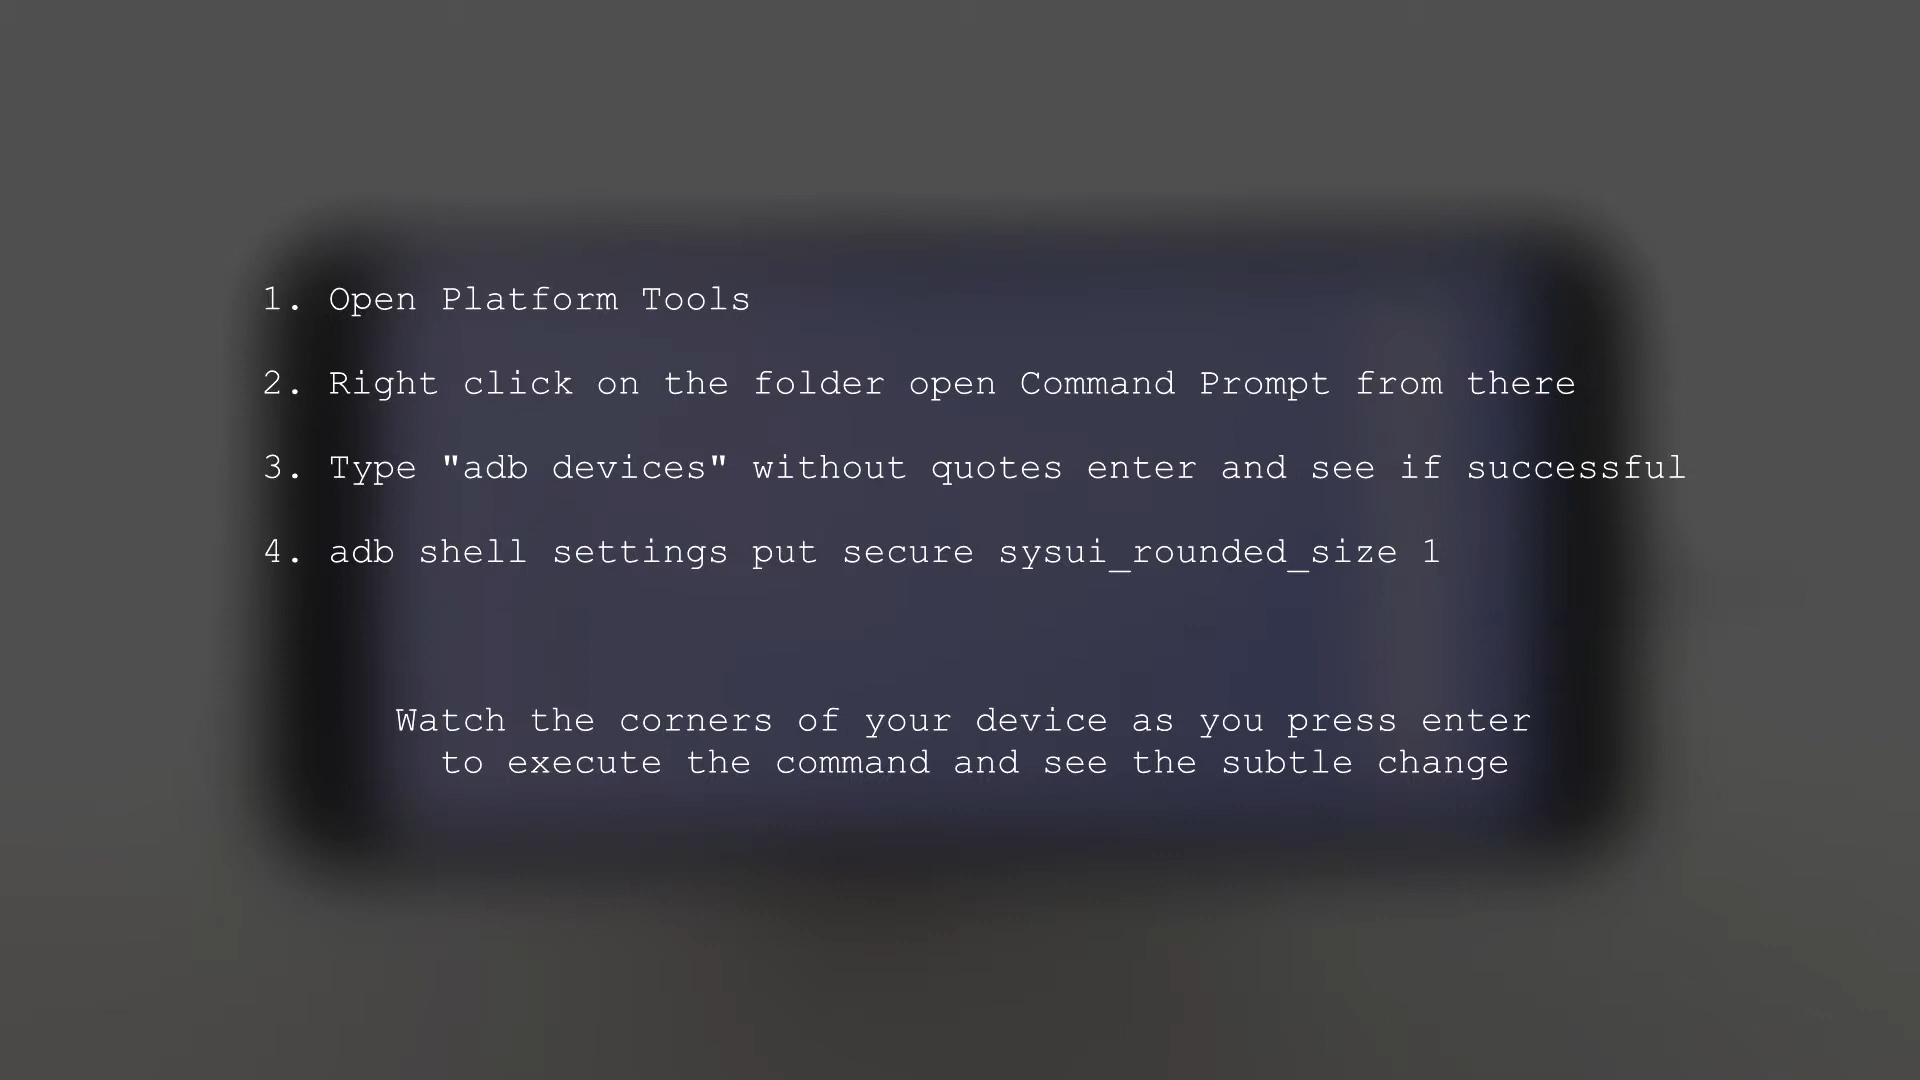 1. Open Platform Tools
2. Right click on the folder open Command Prompt from there
3. Type "adb devices" without quotes enter and see if successful
4. adb shell settings put secure sysui_rounded_size 1
Watch the corners of your device as you press enter
to execute the command and see the subtle change